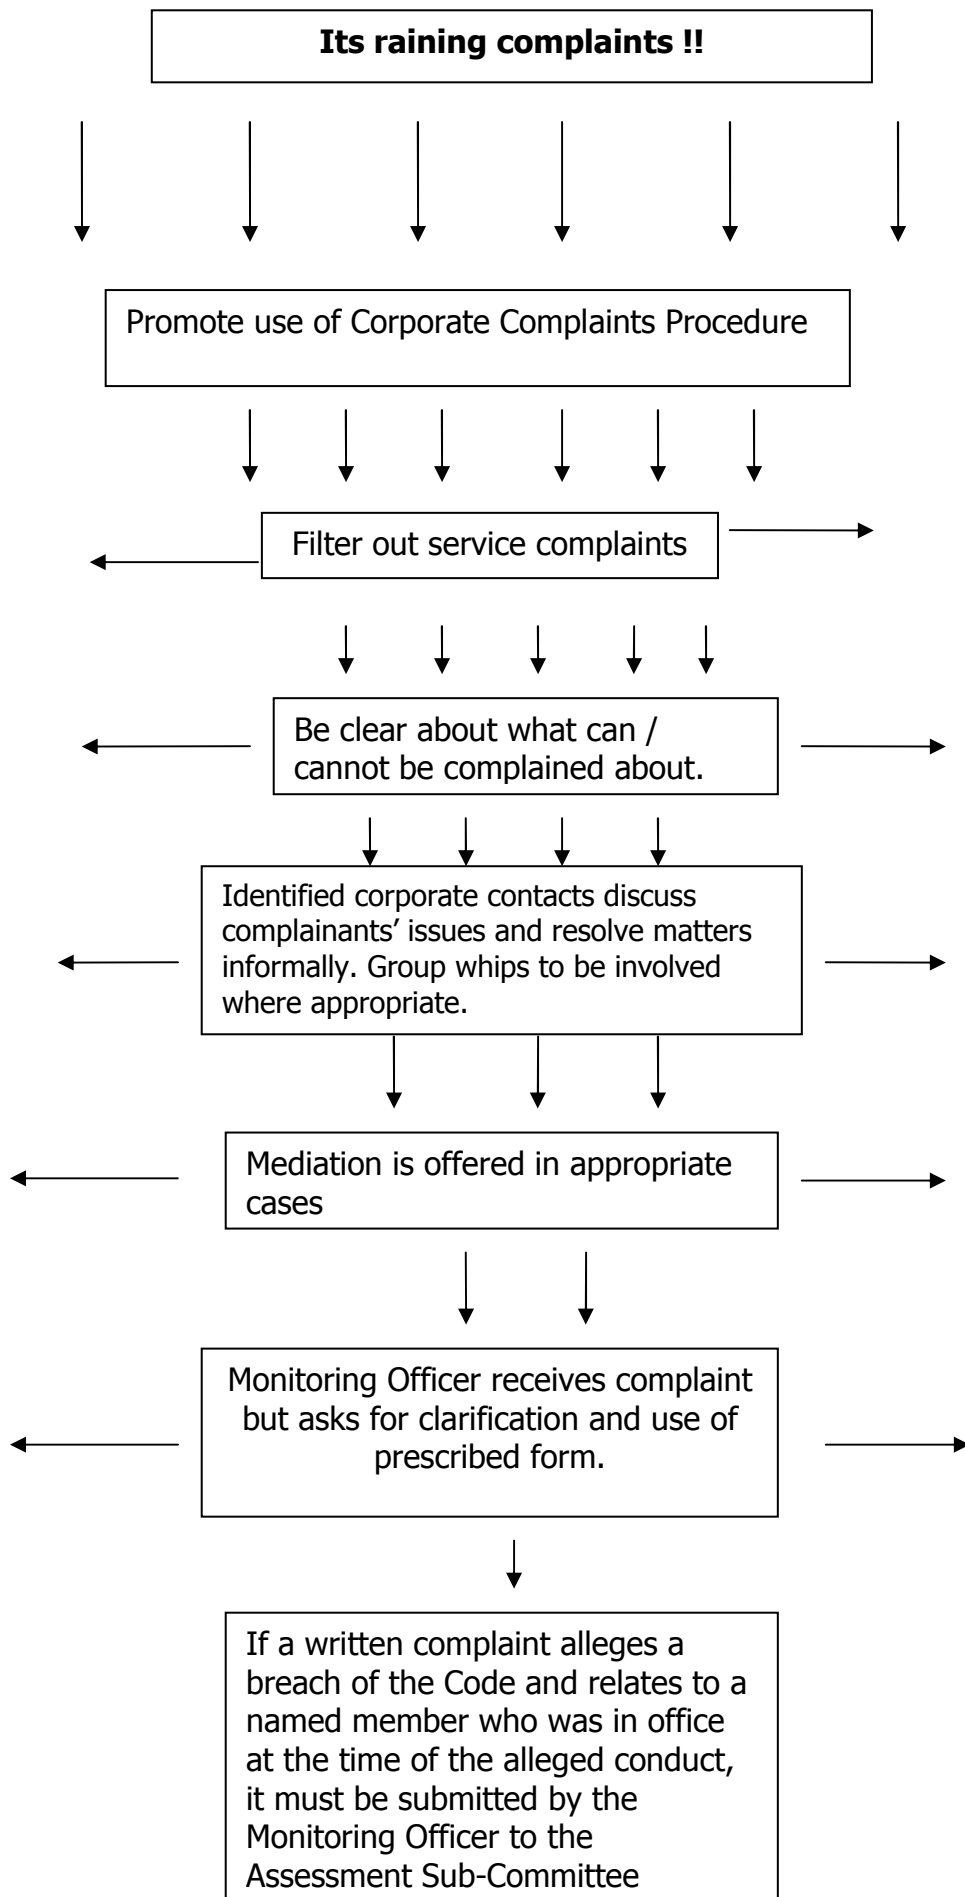 Its raining complaints !!
Promote use of Corporate Complaints Procedure
Filter out service complaints
Be clear about what can /
cannot be complained about.
Identified corporate contacts discuss
complainants’ issues and resolve matters
informally. Group whips to be involved
where appropriate.
Mediation is offered in appropriate
cases
Monitoring Officer receives complaint
but asks for clarification and use of
prescribed form.
If a written complaint alleges a
breach of the Code and relates to a
named member who was in office
at the time of the alleged conduct,
it must be submitted by the
Monitoring Officer to the
Assessment Sub-Committee